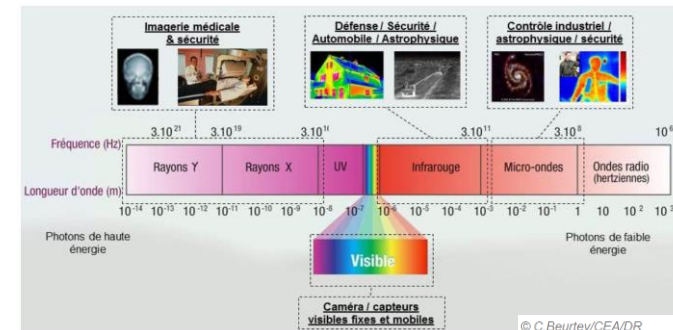 Imagerie médicale
& sécurité
Défense / Sécurité /
Automobile / Astrophysique
Contrôle industriel /
astrophysique / sécurité
Fréquence (Hz)
3.10²¹ 3.10¹⁹ 3.10¹⁶ 3.10¹¹ 3.10⁸ 10⁶
Rayons Y Rayons X UV Infrarouge Micro-ondes Ondes radio
(hertziennes)
Longueur d'onde (m)
10⁻¹⁴ 10⁻¹³ 10⁻¹² 10⁻¹¹ 10⁻¹⁰ 10⁻⁹ 10⁻⁸ 10⁻⁷ 10⁻⁶ 10⁻⁵ 10⁻⁴ 10⁻³ 10⁻² 10⁻¹ 1 10 10² 10³
Photons de haute
énergie
Photons de faible
énergie
Visible
Caméra / capteurs
visibles fixes et mobiles
© C.Beurtey/CEA/DR